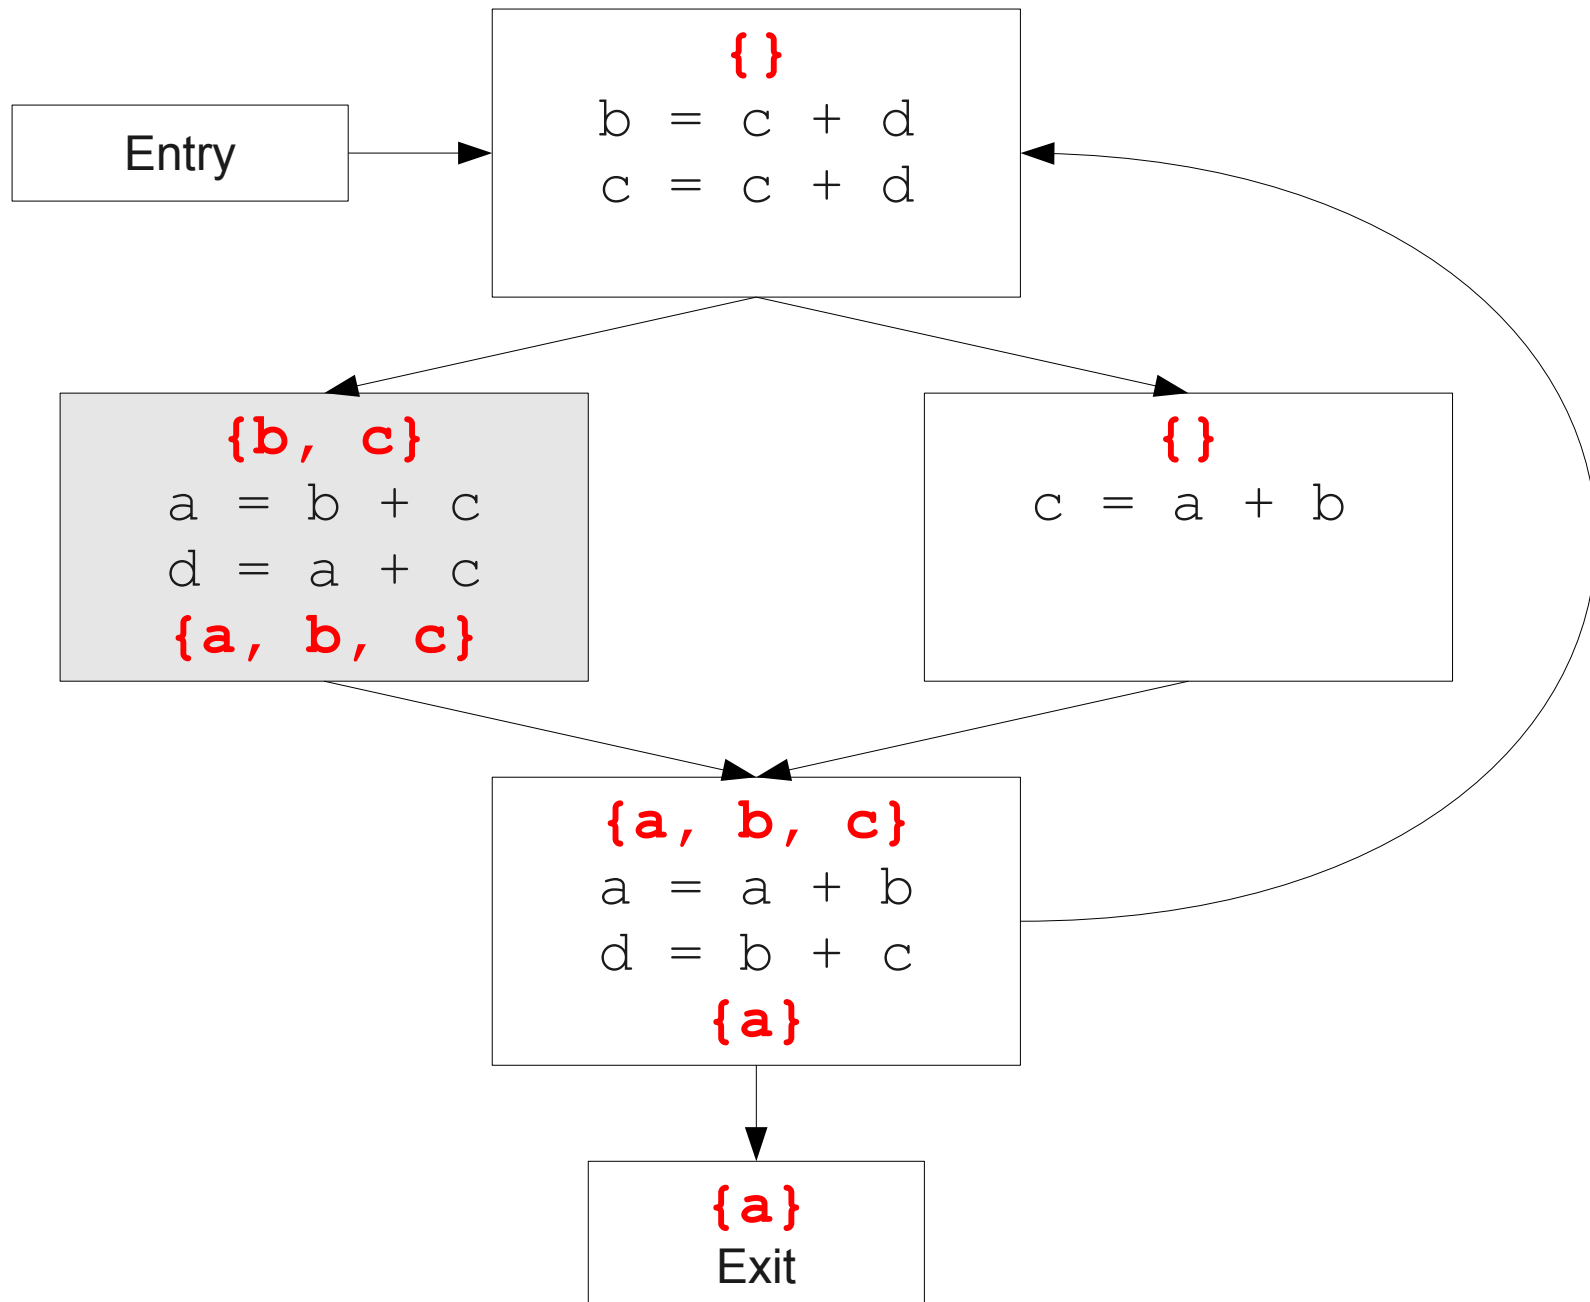 {}
b = c + d
c = c + d
Entry
{b, c}
a = b + c
d = a + c
{a, b, c}
{}
c = a + b
{a, b, c}
a = a + b
d = b + c
{a}
{a}
Exit